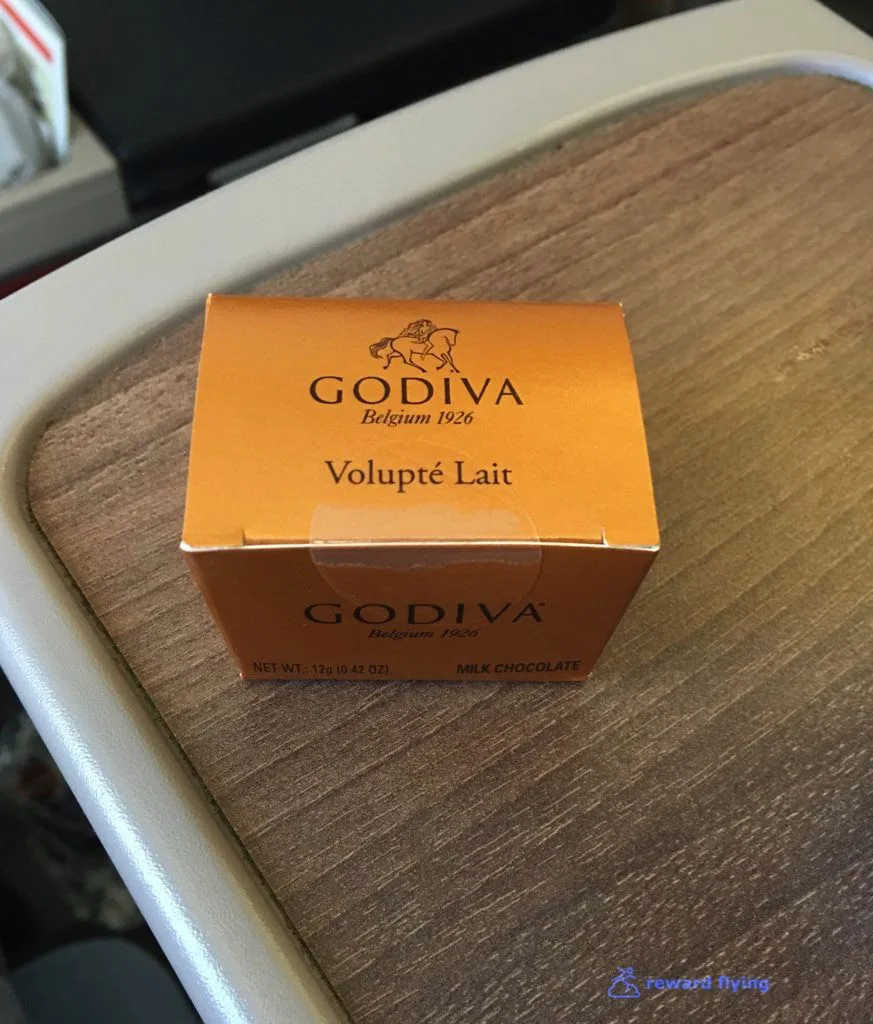 GODIVA
Belgium 1926
Volupté Lait
GODIVA
Belgium 1926
NET WT.: 12g (0.42 OZ) MILK CHOCOLATE
reward flying